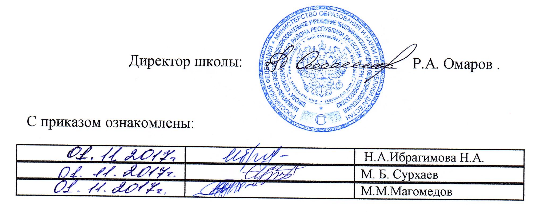 Директор школы: Р.А. Омаров .
С приказом ознакомлены:
01.11.2017г Н.А.Ибрагимова Н.А.
01.11.2017г. М. Б. Сурхаев
01.11.2017г. М.М.Магомедов